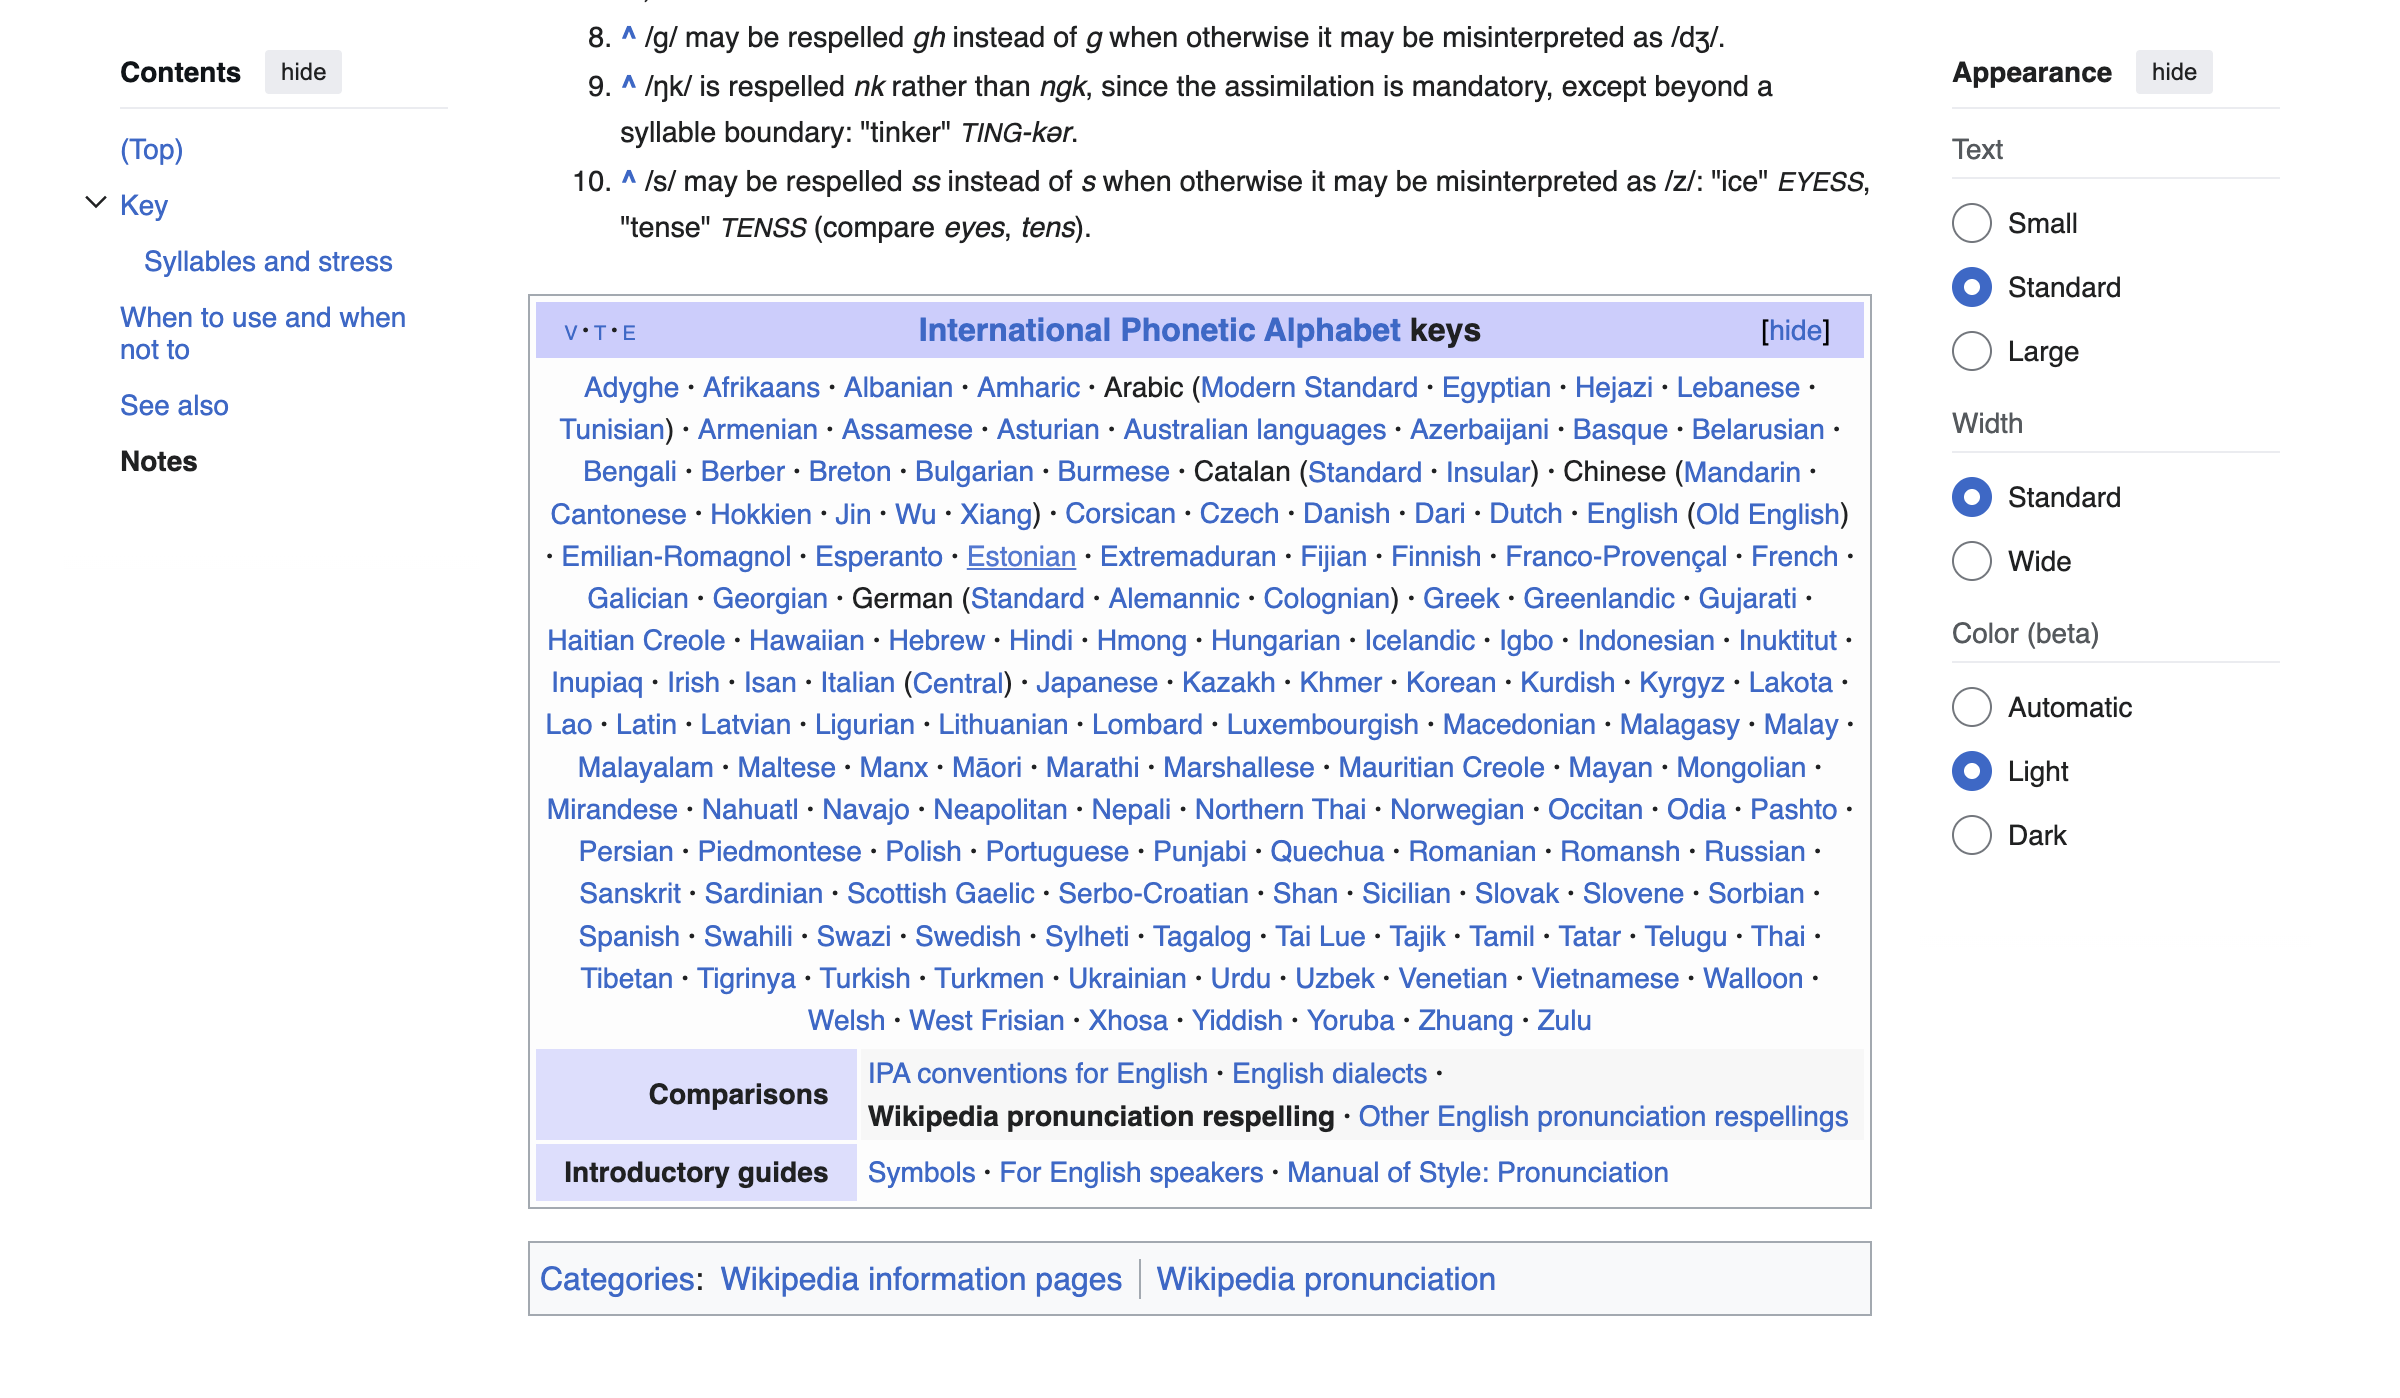 Contents hide
(Top)
Key
Syllables and stress
When to use and when
not to
See also
Notes
8. ^ /ɡ/ may be respelled gh instead of g when otherwise it may be misinterpreted as /dʒ/.
9. ^ /ŋk/ is respelled nk rather than ngk, since the assimilation is mandatory, except beyond a
syllable boundary: "tinker" TING-kər.
10. ^ /s/ may be respelled ss instead of s when otherwise it may be misinterpreted as /z/: "ice" EYESS,
"tense" TENSS (compare eyes, tens).
V · T · E International Phonetic Alphabet keys [hide]
Adyghe · Afrikaans · Albanian · Amharic · Arabic (Modern Standard · Egyptian · Hejazi · Lebanese ·
Tunisian) · Armenian · Assamese · Asturian · Australian languages · Azerbaijani · Basque · Belarusian ·
Bengali · Berber · Breton · Bulgarian · Burmese · Catalan (Standard · Insular) · Chinese (Mandarin ·
Cantonese · Hokkien · Jin · Wu · Xiang) · Corsican · Czech · Danish · Dari · Dutch · English (Old English)
· Emilian-Romagnol · Esperanto · Estonian · Extremaduran · Fijian · Finnish · Franco-Provençal · French ·
Galician · Georgian · German (Standard · Alemannic · Colognian) · Greek · Greenlandic · Gujarati ·
Haitian Creole · Hawaiian · Hebrew · Hindi · Hmong · Hungarian · Icelandic · Igbo · Indonesian · Inuktitut ·
Inupiaq · Irish · Isan · Italian (Central) · Japanese · Kazakh · Khmer · Korean · Kurdish · Kyrgyz · Lakota ·
Lao · Latin · Latvian · Ligurian · Lithuanian · Lombard · Luxembourgish · Macedonian · Malagasy · Malay ·
Malayalam · Maltese · Manx · Māori · Marathi · Marshallese · Mauritian Creole · Mayan · Mongolian ·
Mirandese · Nahuatl · Navajo · Neapolitan · Nepali · Northern Thai · Norwegian · Occitan · Odia · Pashto ·
Persian · Piedmontese · Polish · Portuguese · Punjabi · Quechua · Romanian · Romansh · Russian ·
Sanskrit · Sardinian · Scottish Gaelic · Serbo-Croatian · Shan · Sicilian · Slovak · Slovene · Sorbian ·
Spanish · Swahili · Swazi · Swedish · Sylheti · Tagalog · Tai Lue · Tajik · Tamil · Tatar · Telugu · Thai ·
Tibetan · Tigrinya · Turkish · Turkmen · Ukrainian · Urdu · Uzbek · Venetian · Vietnamese · Walloon ·
Welsh · West Frisian · Xhosa · Yiddish · Yoruba · Zhuang · Zulu
Comparisons
IPA conventions for English · English dialects ·
Wikipedia pronunciation respelling · Other English pronunciation respellings
Introductory guides
Symbols · For English speakers · Manual of Style: Pronunciation
Categories: Wikipedia information pages | Wikipedia pronunciation
Appearance hide
Text
Small
Standard
Large
Width
Standard
Wide
Color (beta)
Automatic
Light
Dark